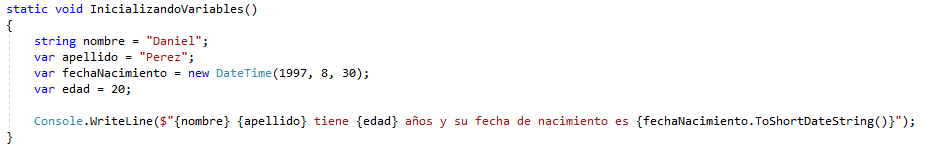 static void InicializandoVariables()
{
string nombre = "Daniel";
var apellido = "Perez";
var fechaNacimiento = new DateTime(1997, 8, 30);
var edad = 20;
Console.WriteLine($"{nombre} {apellido} tiene {edad} años y su fecha de nacimiento es {fechaNacimiento.ToShortDateString()}");
}